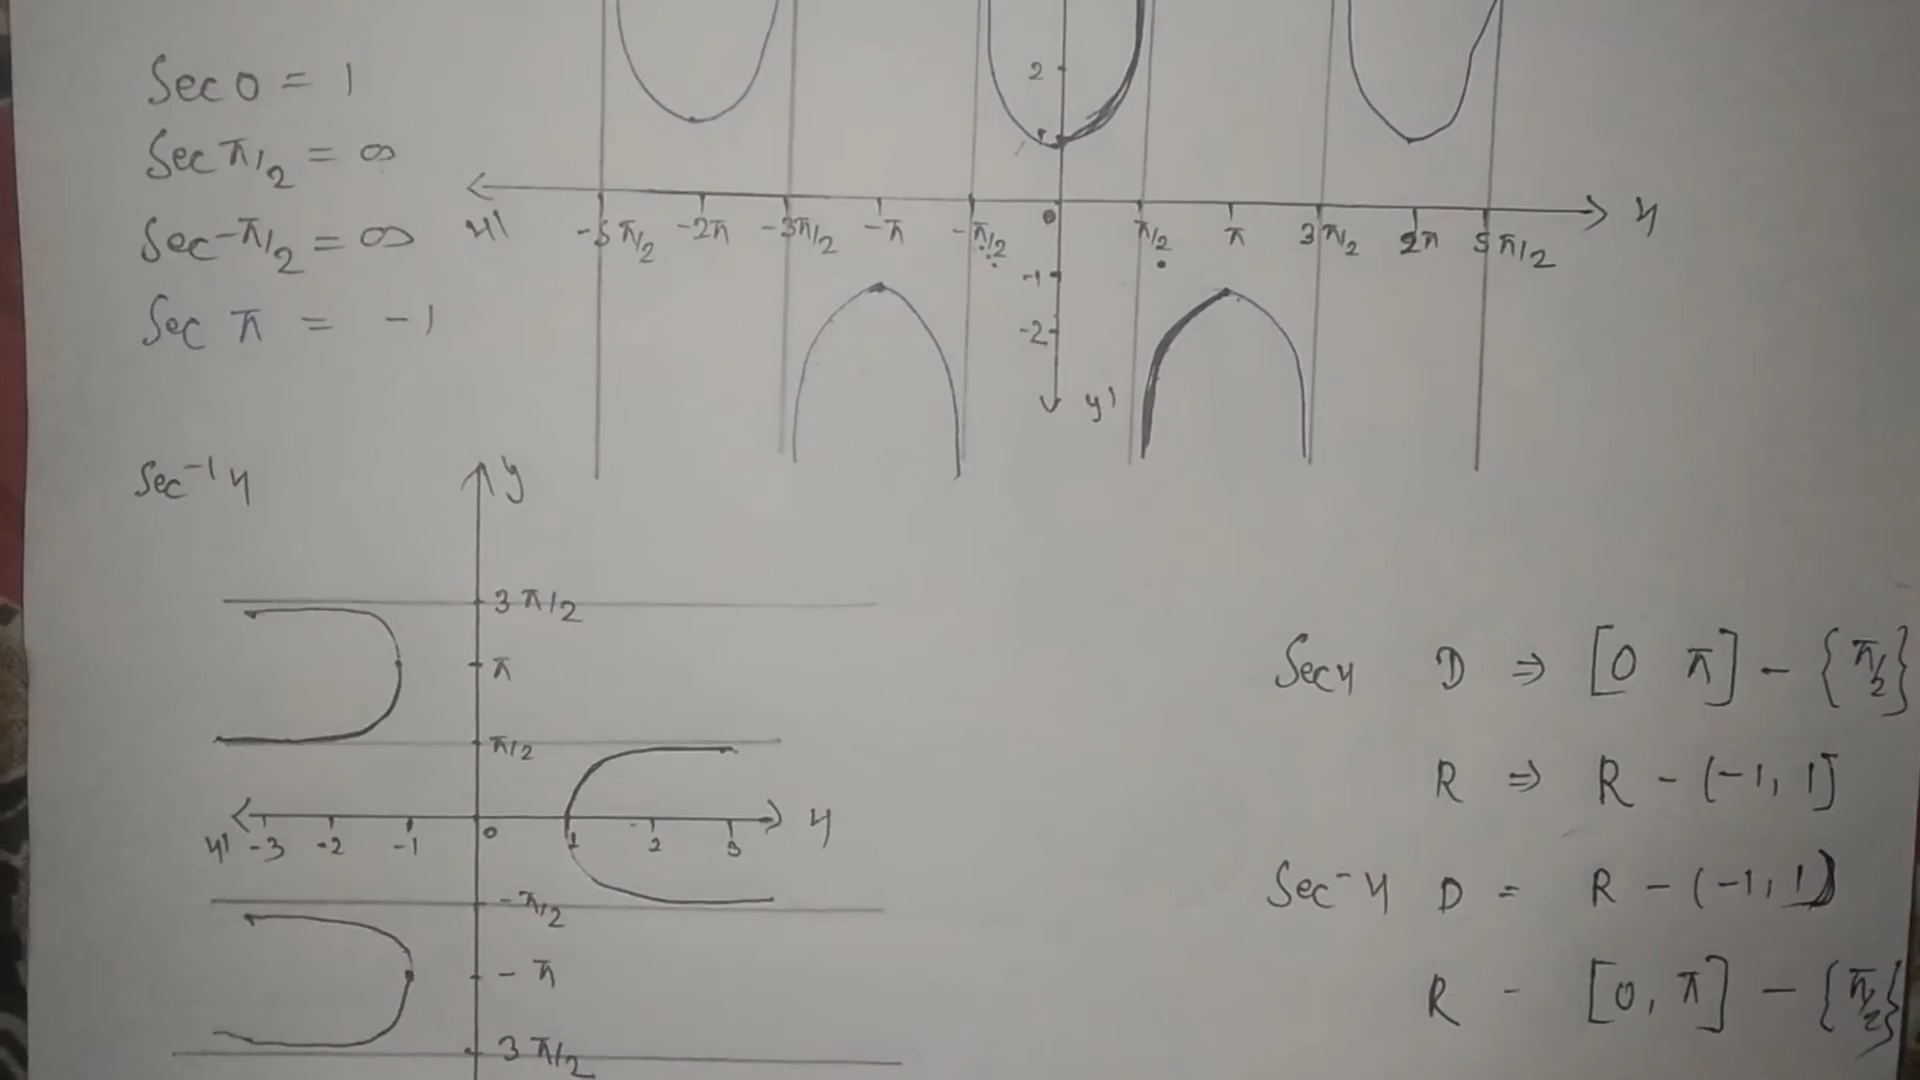 Sec 0 = 1
Sec π/2 = ∞
Sec -π/2 = ∞
Sec π = -1
2
x' -5π/2 -2π -3π/2 -π -π/2 0 π/2 π 3π/2 2π 5π/2 x
-1
-2
y'
Sec⁻¹x
y
3π/2
π
π/2
x' -3 -2 -1 0 1 2 3 x
-π/2
-π
3π/2
Sec x D ⇒ [0 π] - {π/2}
R ⇒ R - (-1, 1]
Sec⁻x D = R - (-1, 1)
R - [0, π] - {π/2}